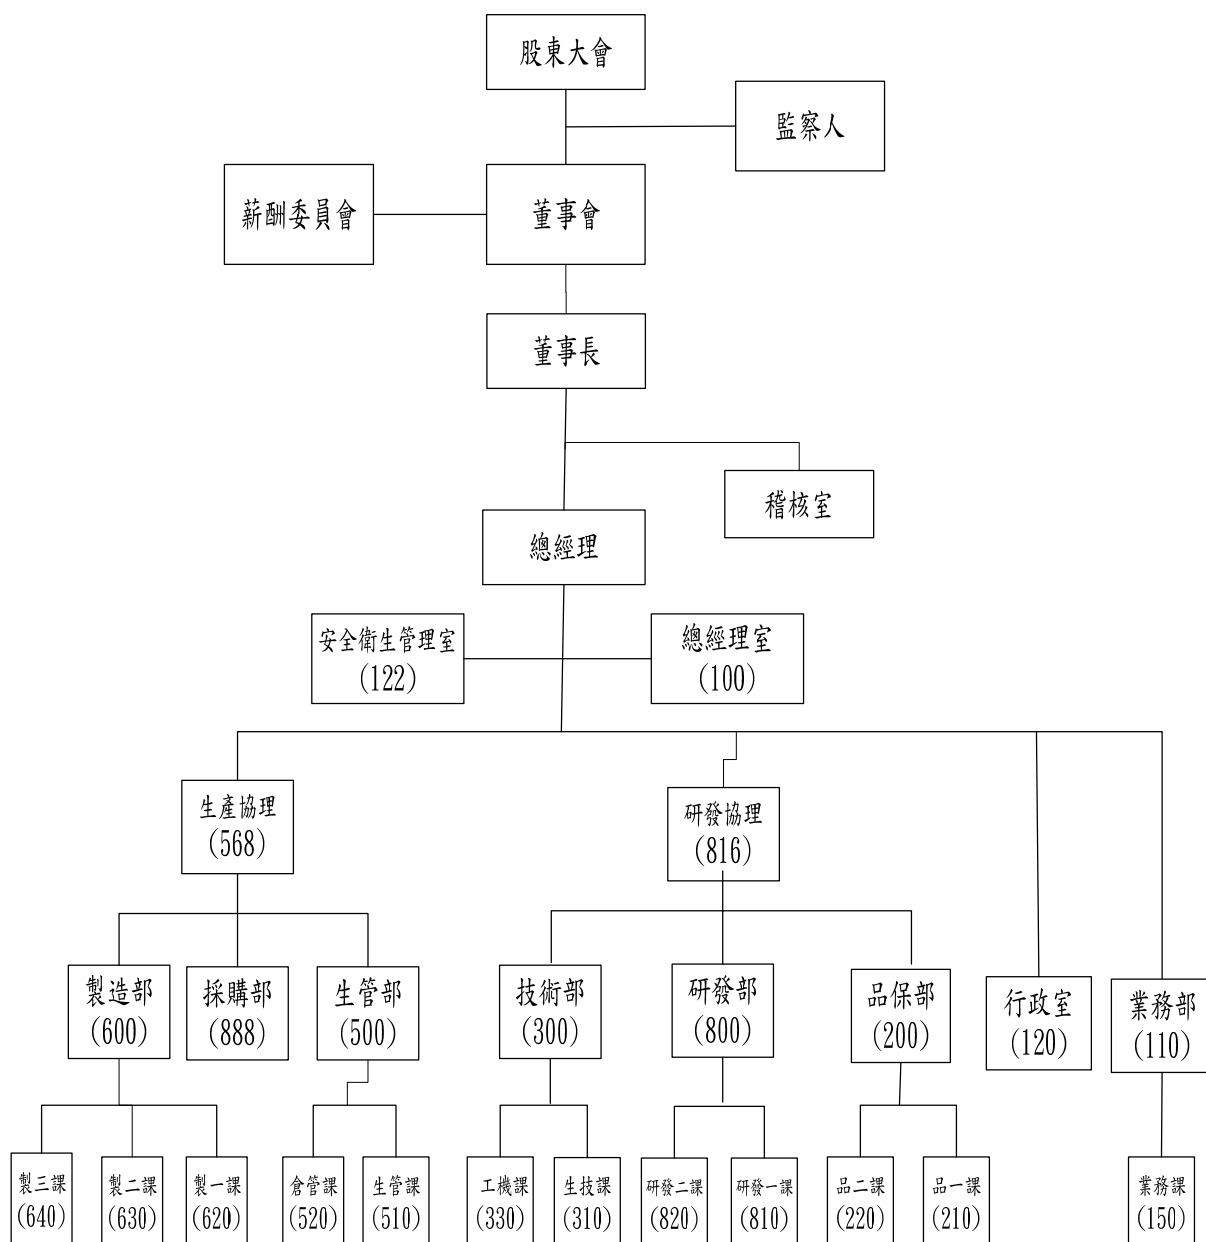 股東大會
監察人
薪酬委員會
董事會
董事長
稽核室
總經理
安全衛生管理室
(122)
總經理室
(100)
生產協理
(568)
研發協理
(816)
製造部
(600)
採購部
(888)
生管部
(500)
技術部
(300)
研發部
(800)
品保部
(200)
行政室
(120)
業務部
(110)
製三課
(640)
製二課
(630)
製一課
(620)
倉管課
(520)
生管課
(510)
工機課
(330)
生技課
(310)
研發二課
(820)
研發一課
(810)
品二課
(220)
品一課
(210)
業務課
(150)